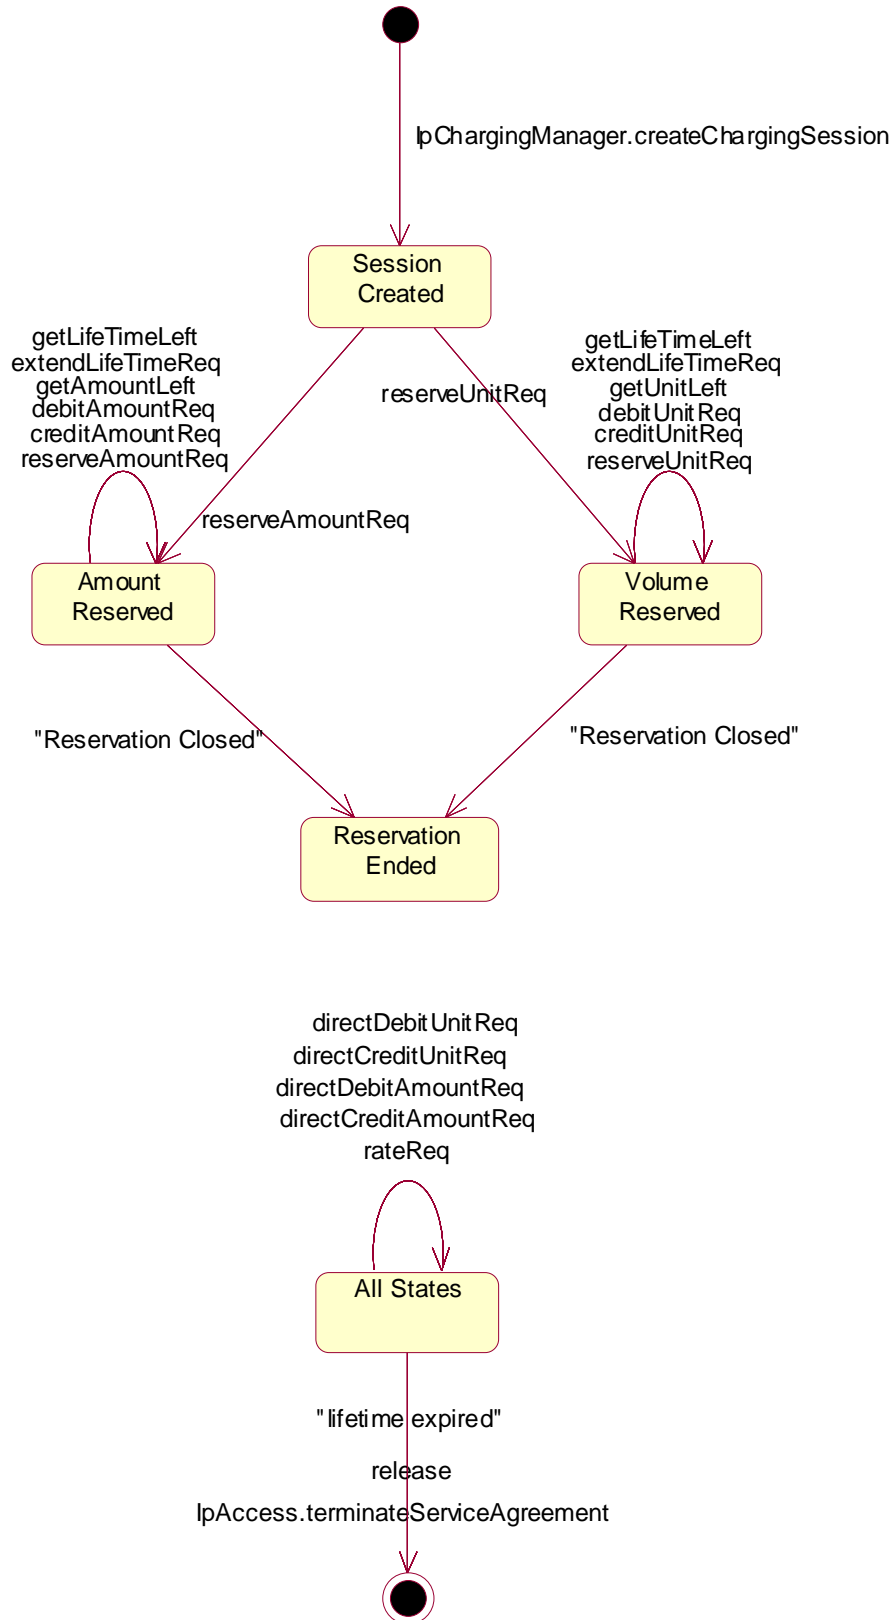 IpChargingManager.createChargingSession
Session
Created
getLifeTimeLeft
extendLifeTimeReq
getAmountLeft
debitAmountReq
creditAmountReq
reserveAmountReq
reserveUnitReq
getLifeTimeLeft
extendLifeTimeReq
getUnitLeft
debitUnitReq
creditUnitReq
reserveUnitReq
reserveAmountReq
Amount
Reserved
Volume
Reserved
"Reservation Closed"
"Reservation Closed"
Reservation
Ended
directDebitUnitReq
directCreditUnitReq
directDebitAmountReq
directCreditAmountReq
rateReq
All States
"lifetime expired"
release
IpAccess.terminateServiceAgreement